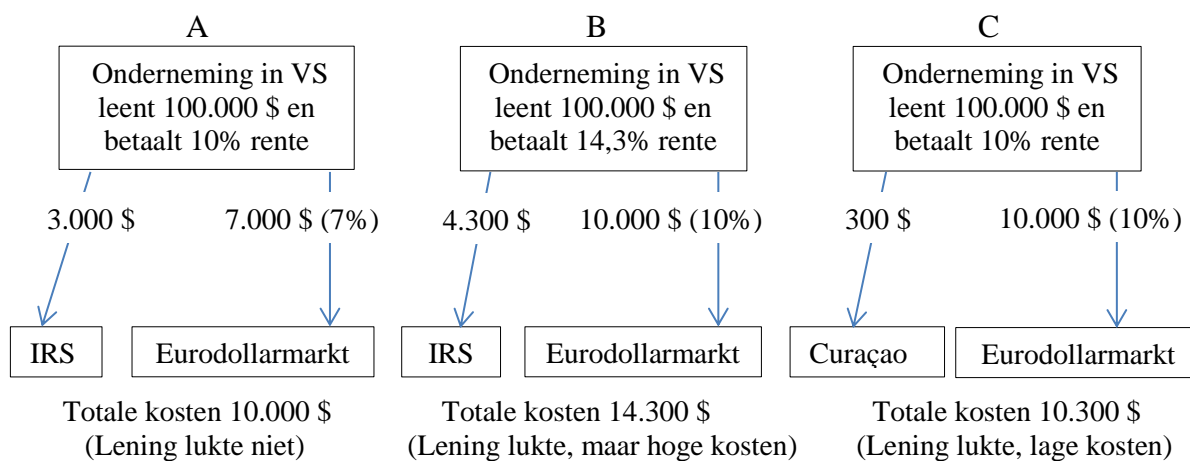 A
Onderneming in VS
leent 100.000 $ en
betaalt 10% rente
3.000 $
7.000 $ (7%)
IRS
Eurodollarmarkt
Totale kosten 10.000 $
(Lening lukte niet)
B
Onderneming in VS
leent 100.000 $ en
betaalt 14,3% rente
4.300 $
10.000 $ (10%)
IRS
Eurodollarmarkt
Totale kosten 14.300 $
(Lening lukte, maar hoge kosten)
C
Onderneming in VS
leent 100.000 $ en
betaalt 10% rente
300 $
10.000 $ (10%)
Curaçao
Eurodollarmarkt
Totale kosten 10.300 $
(Lening lukte, lage kosten)